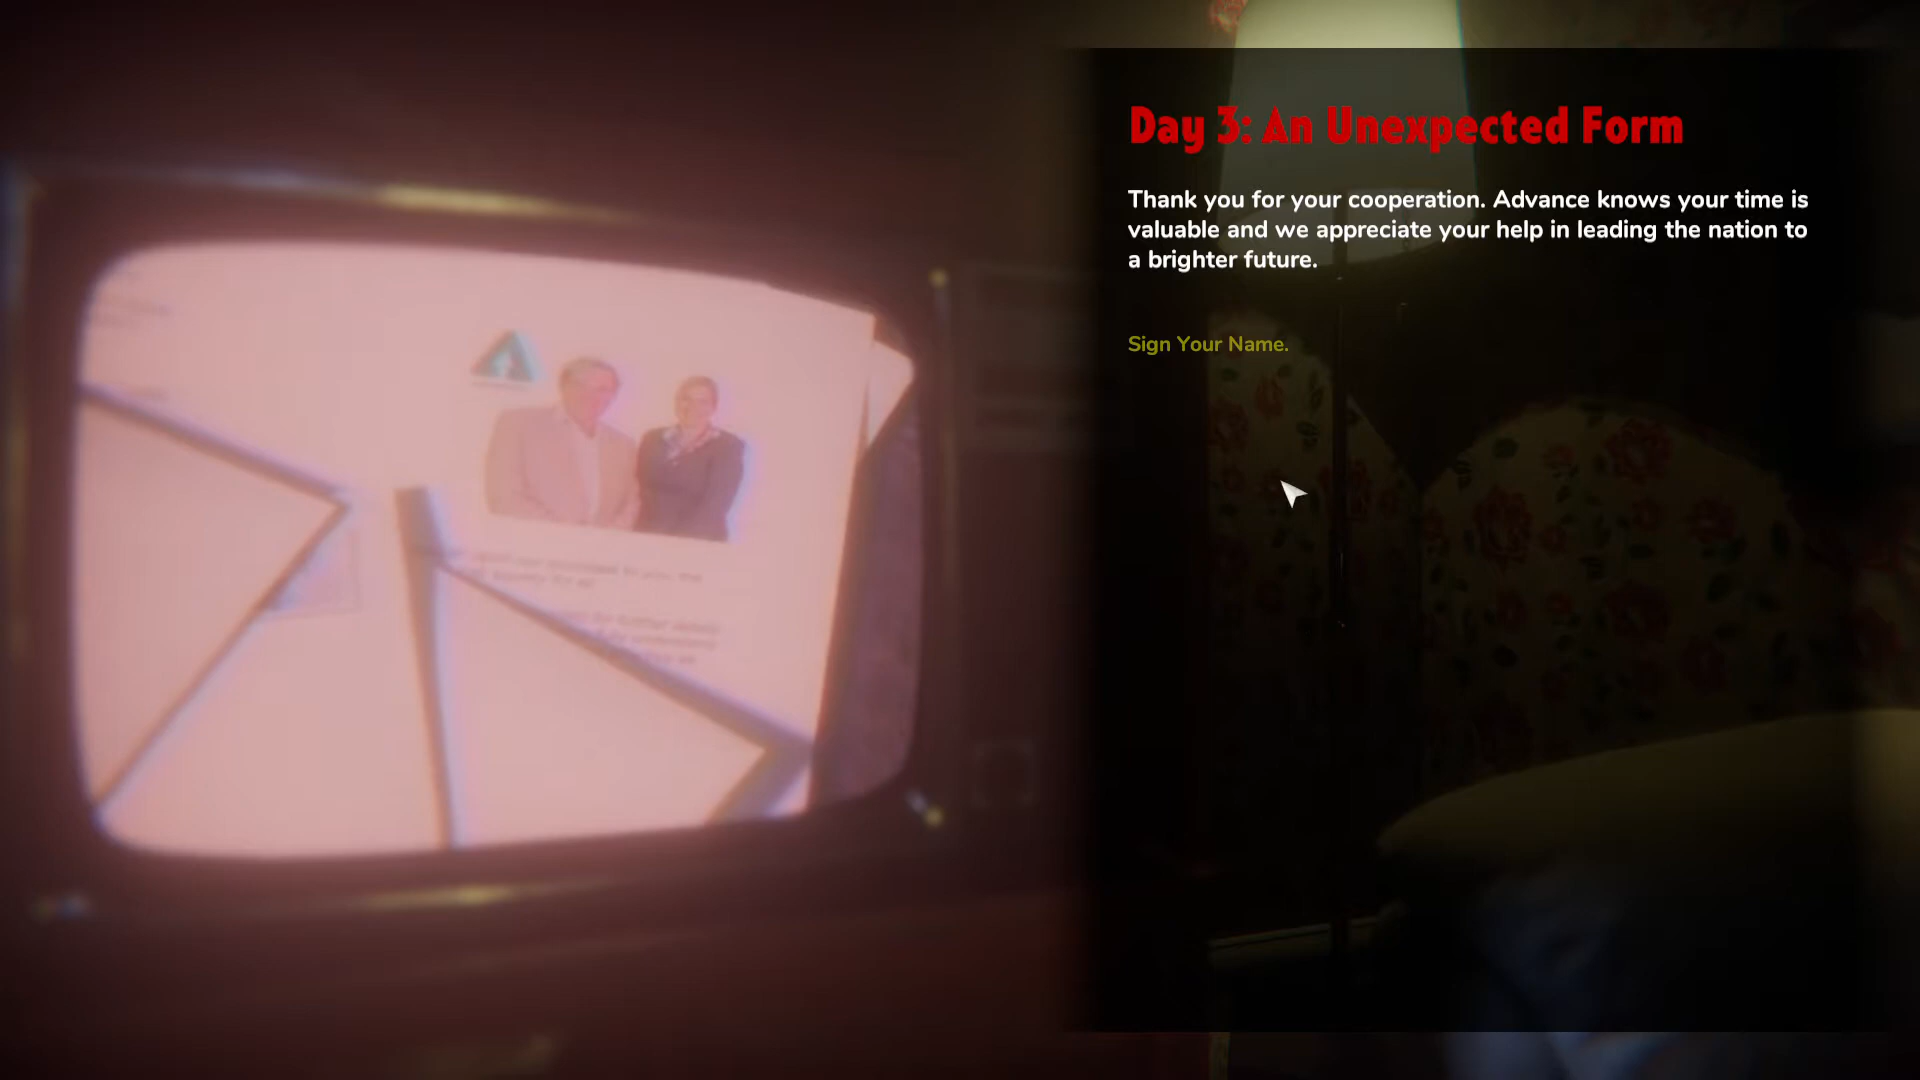 Day 3: An Unexpected Form
Thank you for your cooperation. Advance knows your time is
valuable and we appreciate your help in leading the nation to
a brighter future.
Sign Your Name.